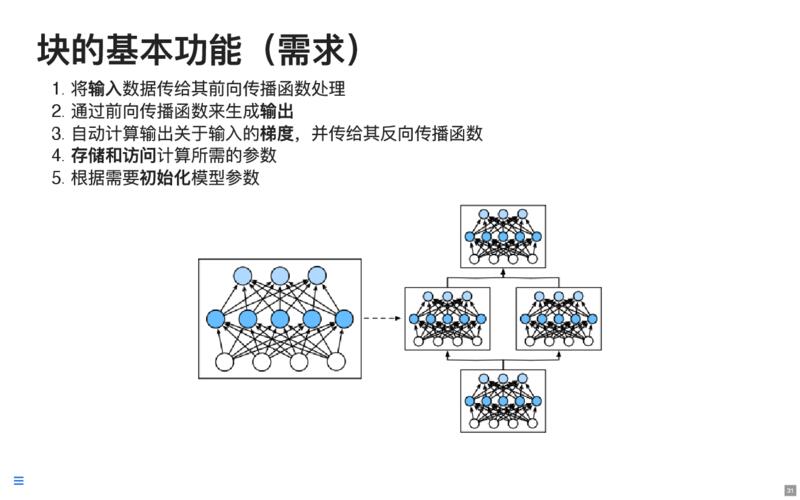 块的基本功能（需求）
1. 将输入数据传给其前向传播函数处理
2. 通过前向传播函数来生成输出
3. 自动计算输出关于输入的梯度，并传给其反向传播函数
4. 存储和访问计算所需的参数
5. 根据需要初始化模型参数
31